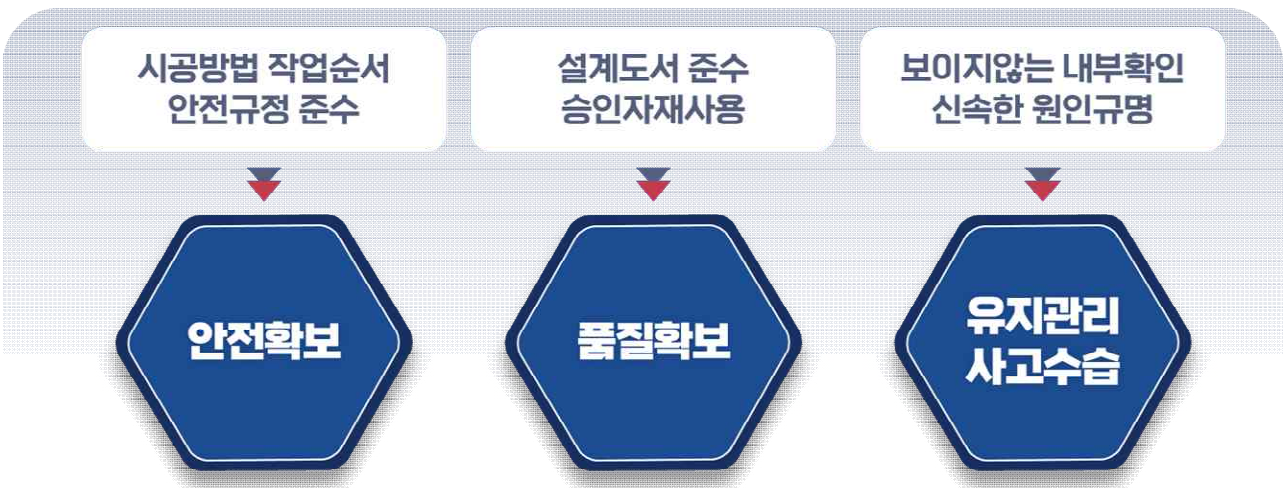 시공방법 작업순서
안전규정 준수
설계도서 준수
승인자재사용
보이지않는 내부확인
신속한 원인규명
안전확보
품질확보
유지관리
사고수습